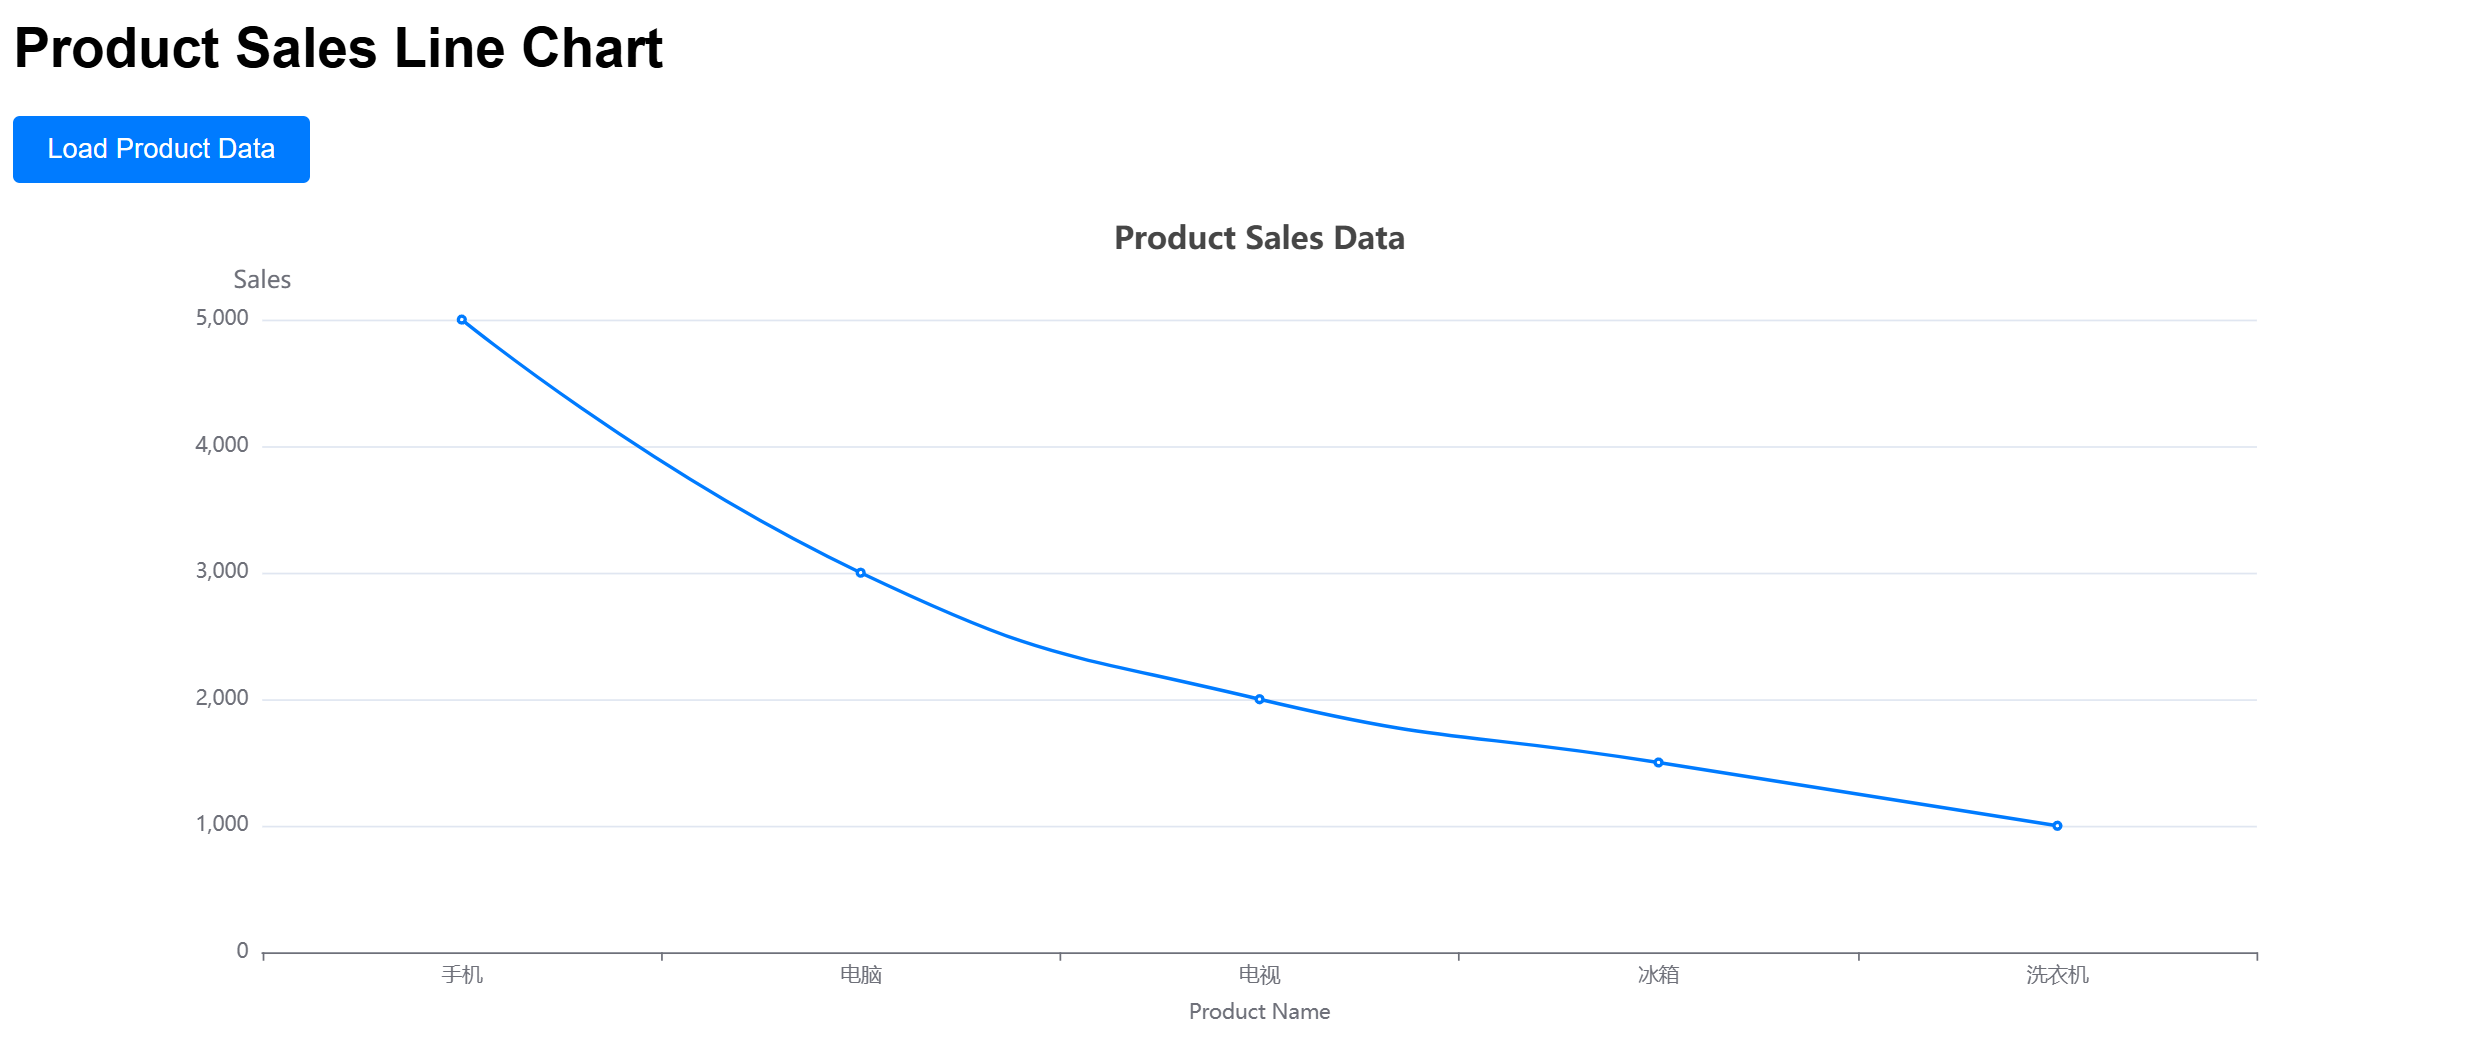 Product Sales Line Chart
Load Product Data
Product Sales Data
Sales
5,000
4,000
3,000
2,000
1,000
0
手机 电脑 电视 冰箱 洗衣机
Product Name